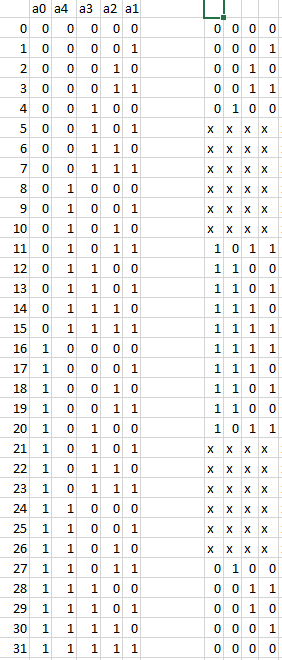 a0 a4 a3 a2 a1
0 0 0 0 0 0 0 0 0 0
1 0 0 0 0 1 0 0 0 1
2 0 0 0 1 0 0 0 1 0
3 0 0 0 1 1 0 0 1 1
4 0 0 1 0 0 0 1 0 0
5 0 0 1 0 1 x x x x
6 0 0 1 1 0 x x x x
7 0 0 1 1 1 x x x x
8 0 1 0 0 0 x x x x
9 0 1 0 0 1 x x x x
10 0 1 0 1 0 x x x x
11 0 1 0 1 1 1 0 1 1
12 0 1 1 0 0 1 1 0 0
13 0 1 1 0 1 1 1 0 1
14 0 1 1 1 0 1 1 1 0
15 0 1 1 1 1 1 1 1 1
16 1 0 0 0 0 1 1 1 1
17 1 0 0 0 1 1 1 1 0
18 1 0 0 1 0 1 1 0 1
19 1 0 0 1 1 1 1 0 0
20 1 0 1 0 0 1 0 1 1
21 1 0 1 0 1 x x x x
22 1 0 1 1 0 x x x x
23 1 0 1 1 1 x x x x
24 1 1 0 0 0 x x x x
25 1 1 0 0 1 x x x x
26 1 1 0 1 0 x x x x
27 1 1 0 1 1 0 1 0 0
28 1 1 1 0 0 0 0 1 1
29 1 1 1 0 1 0 0 1 0
30 1 1 1 1 0 0 0 0 1
31 1 1 1 1 1 0 0 0 0